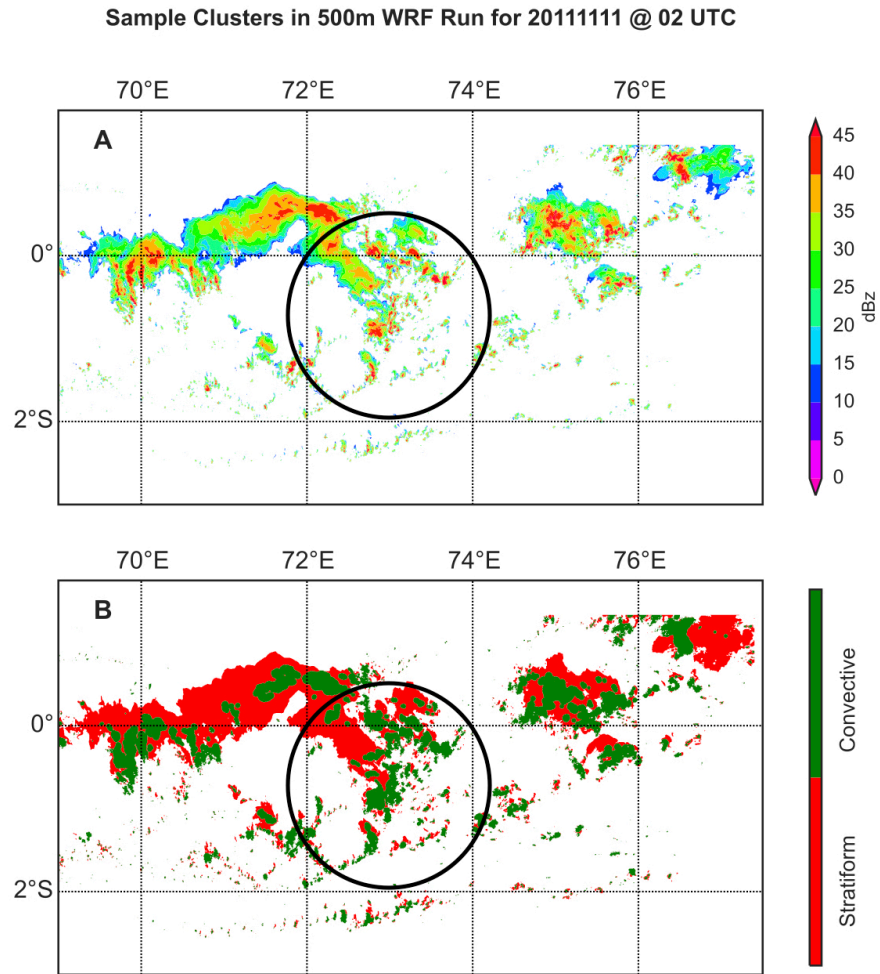 Sample Clusters in 500m WRF Run for 20111111 @ 02 UTC
70°E 72°E 74°E 76°E
A
0°
2°S
45
40
35
30
25
20
15
10
5
0
dBz
70°E 72°E 74°E 76°E
B
0°
2°S
Convective
Stratiform